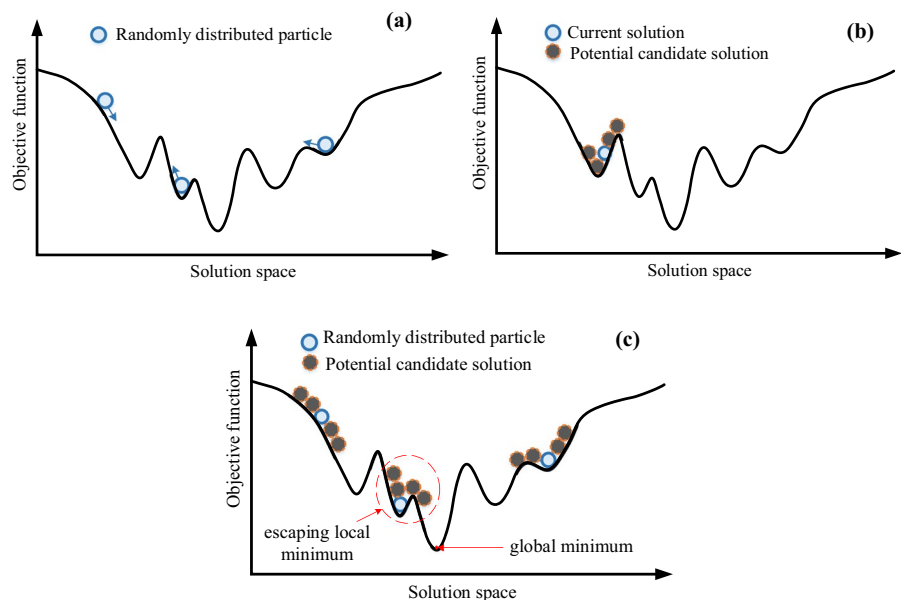 (a)
Randomly distributed particle
Objective function
Solution space
(b)
Current solution
Potential candidate solution
Objective function
Solution space
(c)
Randomly distributed particle
Potential candidate solution
Objective function
escaping local
minimum
global minimum
Solution space